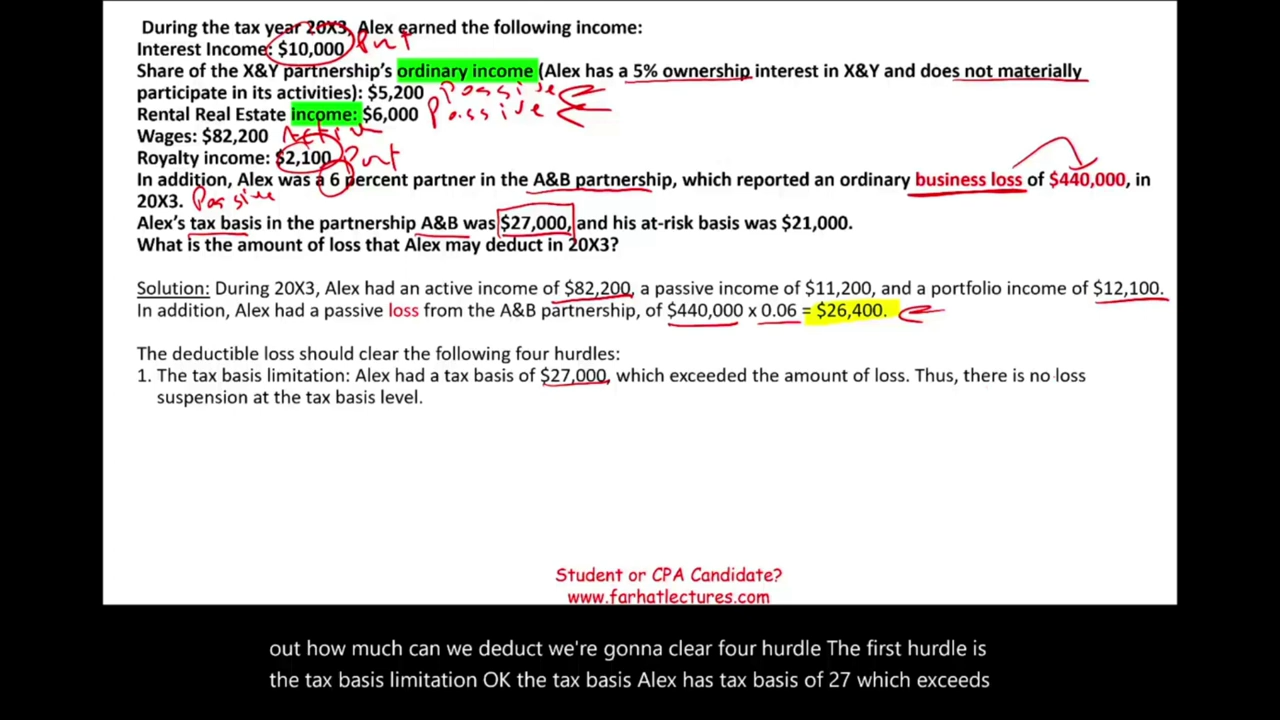 During the tax year 20X3, Alex earned the following income:
Interest Income: $10,000 Port
Share of the X&Y partnership's ordinary income (Alex has a 5% ownership interest in X&Y and does not materially
participate in its activities): $5,200 Passive
Rental Real Estate income: $6,000 Passive
Wages: $82,200 Active
Royalty income: $2,100 Port
In addition, Alex was a 6 percent partner in the A&B partnership, which reported an ordinary business loss of $440,000, in
20X3. Passive
Alex's tax basis in the partnership A&B was $27,000, and his at-risk basis was $21,000.
What is the amount of loss that Alex may deduct in 20X3?
Solution: During 20X3, Alex had an active income of $82,200, a passive income of $11,200, and a portfolio income of $12,100.
In addition, Alex had a passive loss from the A&B partnership, of $440,000 x 0.06 = $26,400.
The deductible loss should clear the following four hurdles:
1. The tax basis limitation: Alex had a tax basis of $27,000, which exceeded the amount of loss. Thus, there is no loss
suspension at the tax basis level.
Student or CPA Candidate?
www.farhatlectures.com
out how much can we deduct we're gonna clear four hurdle The first hurdle is
the tax basis limitation OK the tax basis Alex has tax basis of 27 which exceeds